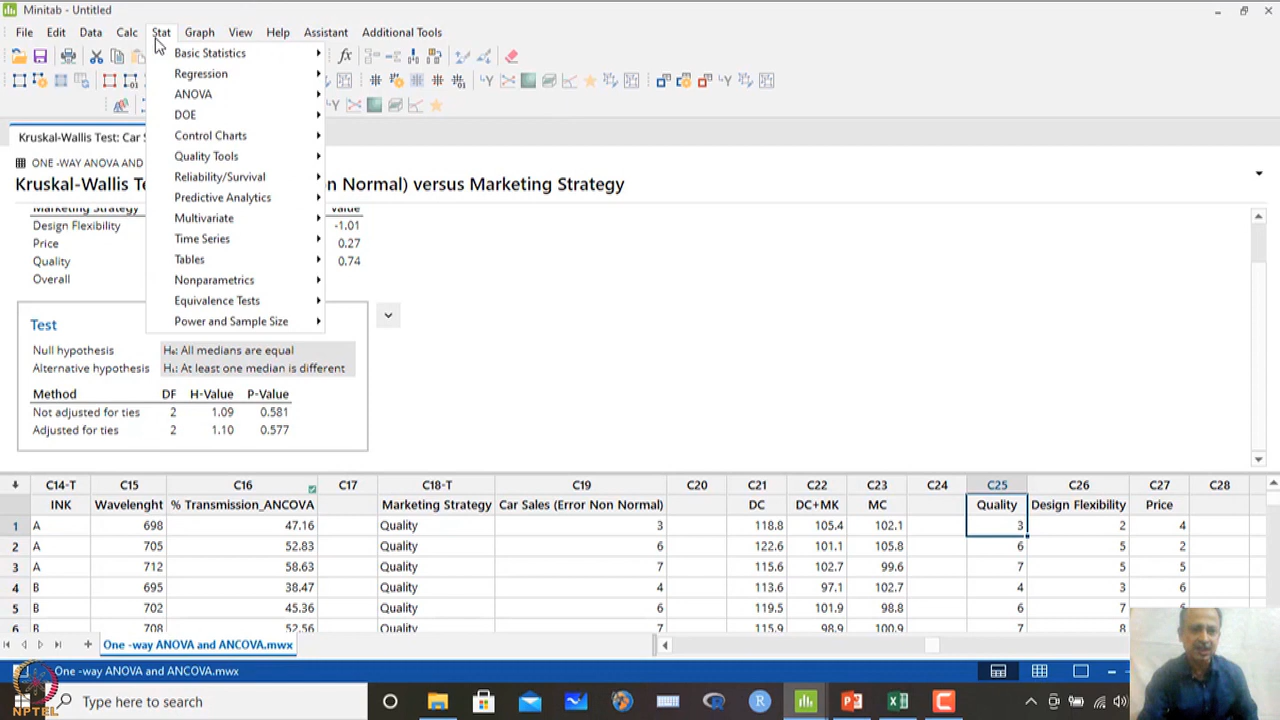 Minitab - Untitled
File Edit Data Calc Stat Graph View Help Assistant Additional Tools
Basic Statistics
Regression
ANOVA
DOE
Control Charts
Quality Tools
Reliability/Survival
Predictive Analytics
Multivariate
Time Series
Tables
Nonparametrics
Equivalence Tests
Power and Sample Size
Kruskal-Wallis Test: Car S
ONE -WAY ANOVA AND
Kruskal-Wallis Te n Normal) versus Marketing Strategy
Marketing Strategy Value
Design Flexibility -1.01
Price 0.27
Quality 0.74
Overall
Test
Null hypothesis H₀: All medians are equal
Alternative hypothesis H₁: At least one median is different
Method DF H-Value P-Value
Not adjusted for ties 2 1.09 0.581
Adjusted for ties 2 1.10 0.577
C14-T C15 C16 C17 C18-T C19 C20 C21 C22 C23 C24 C25 C26 C27 C28
INK Wavelenght % Transmission_ANCOVA Marketing Strategy Car Sales (Error Non Normal) DC DC+MK MC Quality Design Flexibility Price
1 A 698 47.16 Quality 3 118.8 105.4 102.1 3 2 4
2 A 705 52.83 Quality 6 122.6 101.1 105.8 6 5 2
3 A 712 58.63 Quality 7 115.6 102.7 99.6 7 5 5
4 B 695 38.47 Quality 4 113.6 97.1 102.7 4 3 6
5 B 702 45.36 Quality 6 119.5 101.9 98.8 6 7
6 B 708 52.56 Quality 7 115.9 98.9 100.9 7 8
One -way ANOVA and ANCOVA.mwx
One -way ANOVA and ANCOVA.mwx
Type here to search
NPTEL